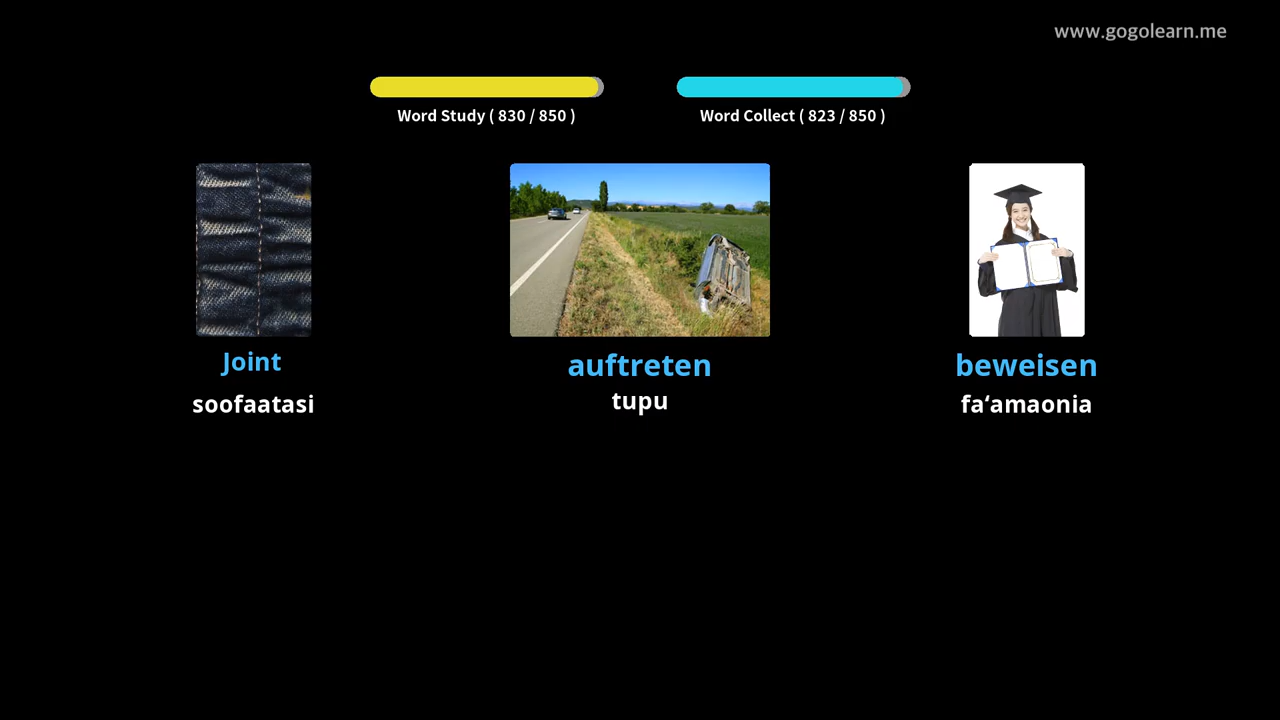 www.gogolearn.me
Word Study ( 830 / 850 )
Word Collect ( 823 / 850 )
Joint
soofaatasi
auftreten
tupu
beweisen
fa‘amaonia